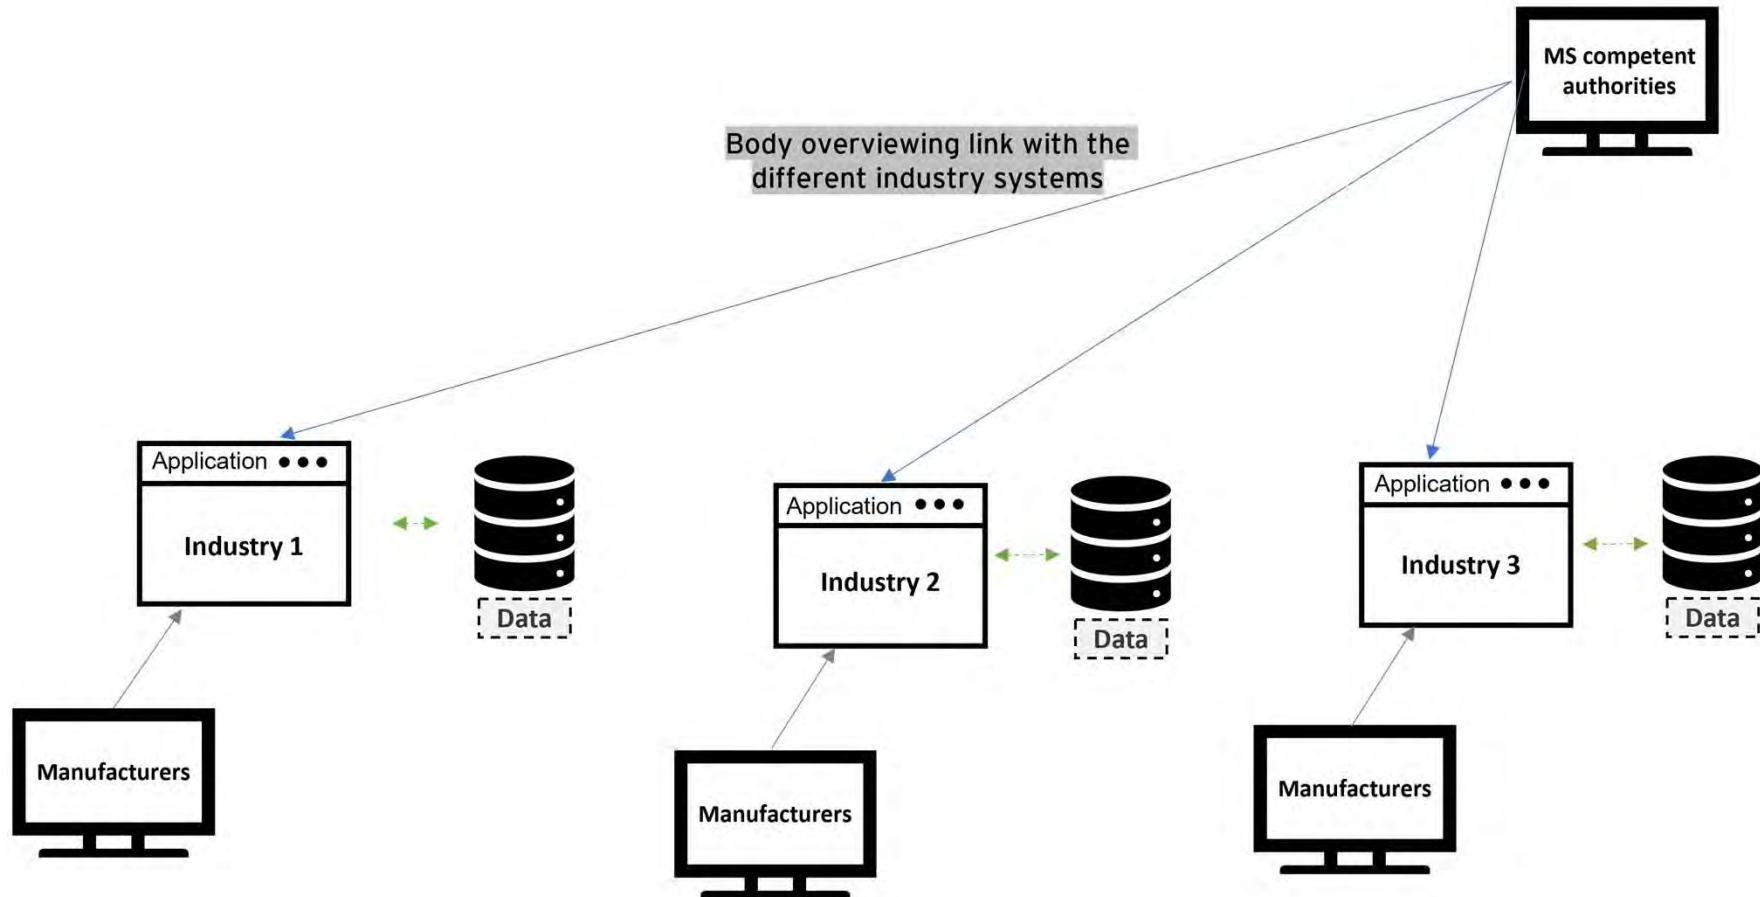 MS competent
authorities
Body overviewing link with the
different industry systems
Application
Industry 1
Data
Application
Industry 2
Data
Application
Industry 3
Data
Manufacturers
Manufacturers
Manufacturers